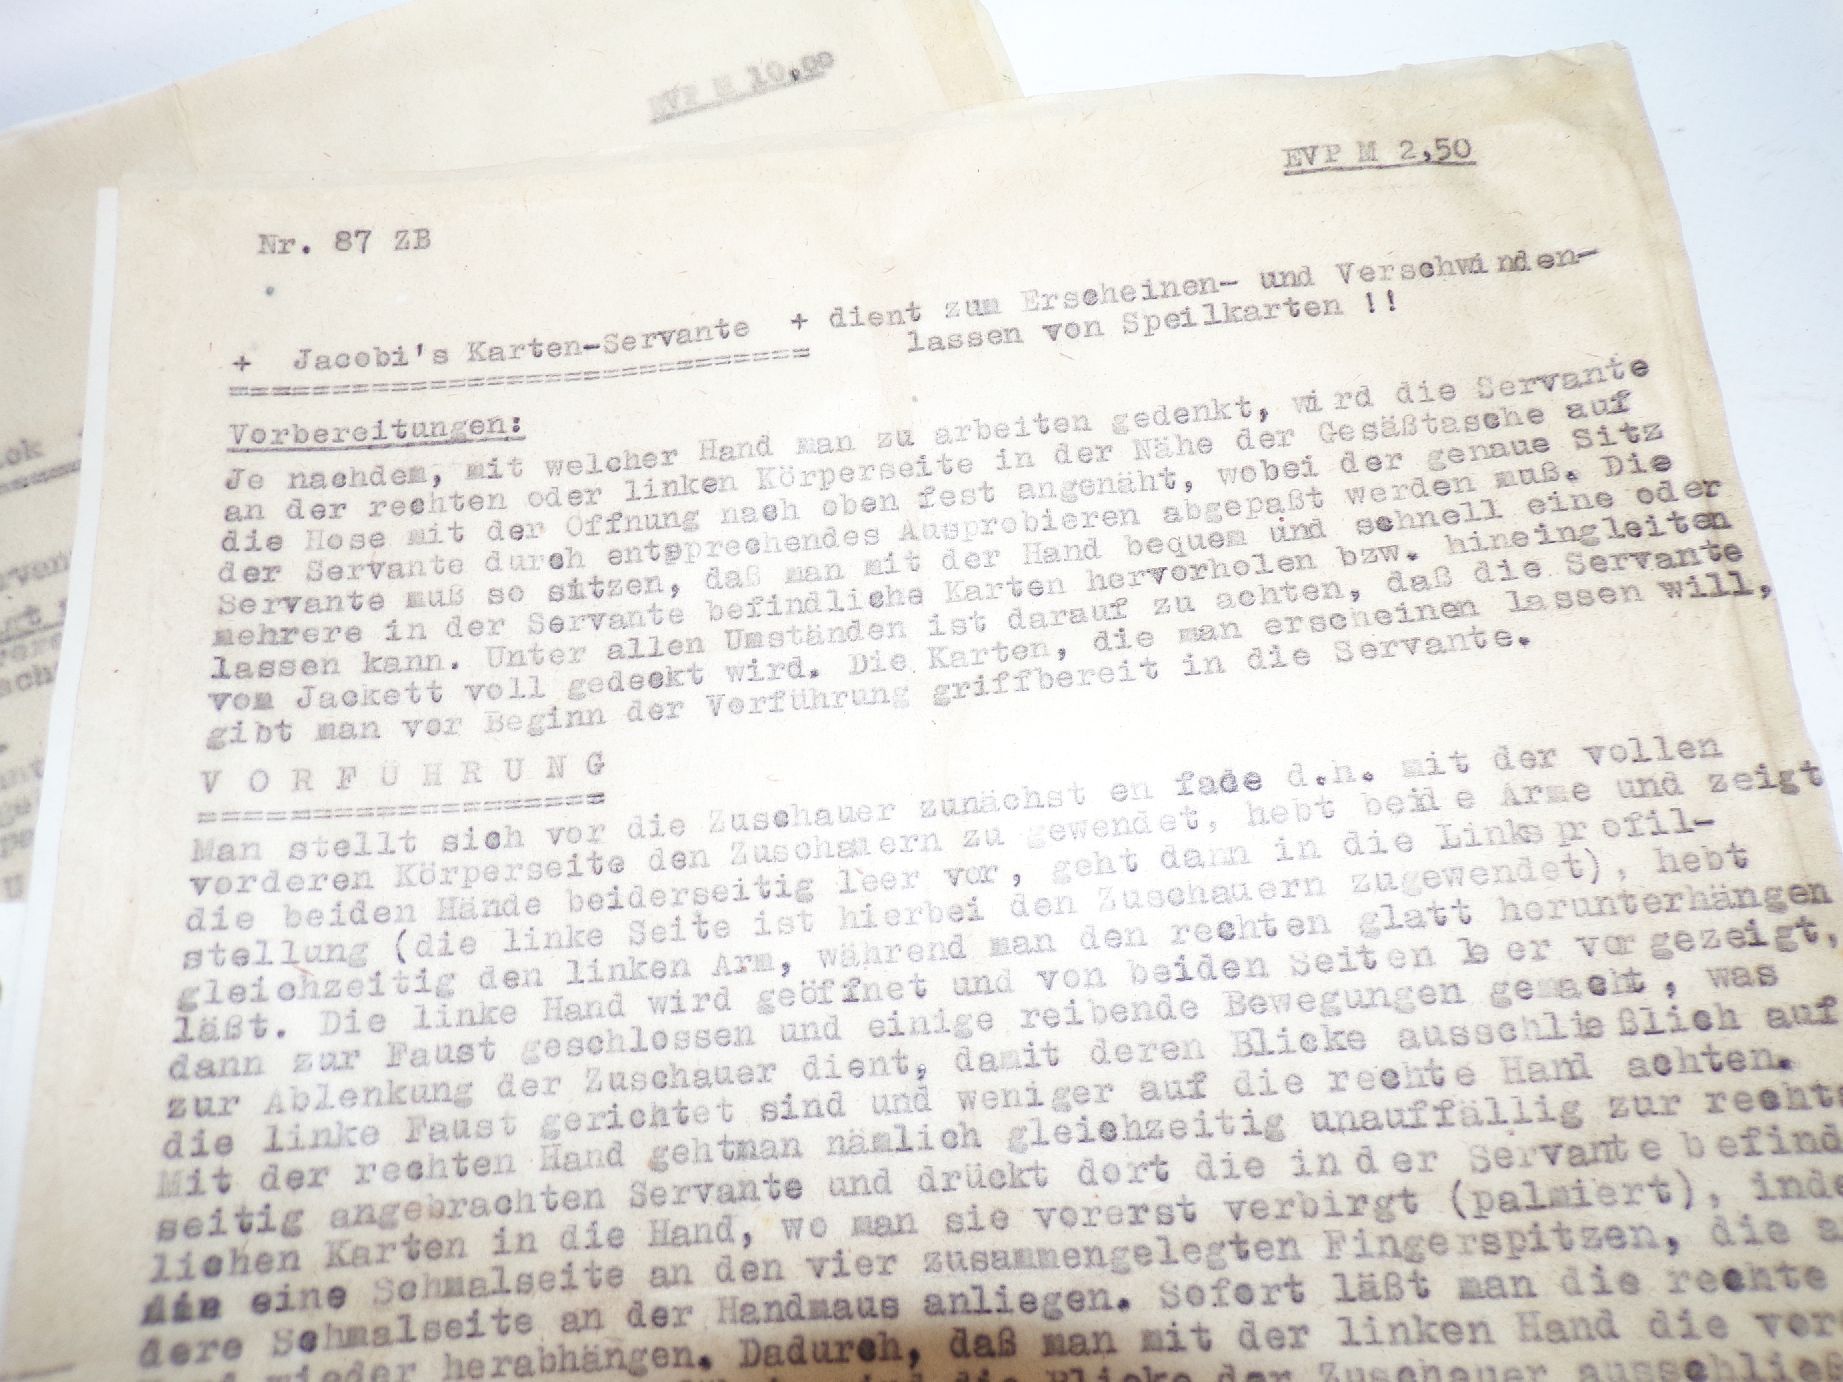 EVP M 10,00
EVP M 2,50
Nr. 87 ZB
+ Jacobi's Karten-Servante + dient zum Erscheinen- und Verschwinden-
lassen von Speilkarten !!
Vorbereitungen:
Je nachdem, mit welcher Hand man zu arbeiten gedenkt, wird die Servante
an der rechten oder linken Körperseite in der Nähe der Gesäßtasche auf
die Hose mit der Öffnung nach oben fest angenäht, wobei der genaue Sitz
der Servante durch entsprechendes Ausprobieren abgepaßt werden muß. Die
Servante muß so sitzen, daß man mit der Hand bequem und schnell eine oder
mehrere in der Servante befindliche Karten hervorholen bzw. hineingleiten
lassen kann. Unter allen Umständen ist darauf zu achten, daß die Servante
vom Jackett voll gedeckt wird. Die Karten, die man erscheinen lassen will,
gibt man vor Beginn der Vorführung griffbereit in die Servante.
V O R F Ü H R U N G
Man stellt sich vor die Zuschauer zunächst en face d.h. mit der vollen
vorderen Körperseite den Zuschauern zu gewendet, hebt beide Arme und zeigt
die beiden Hände beiderseitig leer vor, geht dann in die Linksprofil-
stellung (die linke Seite ist hierbei den Zuschauern zugewendet), hebt
gleichzeitig den linken Arm, während man den rechten glatt herunterhängen
läßt. Die linke Hand wird geöffnet und von beiden Seiten leer vorgezeigt,
dann zur Faust geschlossen und einige reibende Bewegungen gemacht, was
zur Ablenkung der Zuschauer dient, damit deren Blicke ausschließlich auf
die linke Faust gerichtet sind und weniger auf die rechte Hand achten.
Mit der rechten Hand gehtman nämlich gleichzeitig unauffällig zur rechts
seitig angebrachten Servante und drückt dort die in der Servante befind
lichen Karten in die Hand, wo man sie vorerst verbirgt (palmiert), inde
eine Schmalseite an den vier zusammengelegten Fingerspitzen, die a
dere Schmalseite an der Handmaus anliegen. Sofort läßt man die rechte
wieder herabhängen. Dadurch, daß man mit der linken Hand die vor
die Blicke der Zuschauer ausschließ